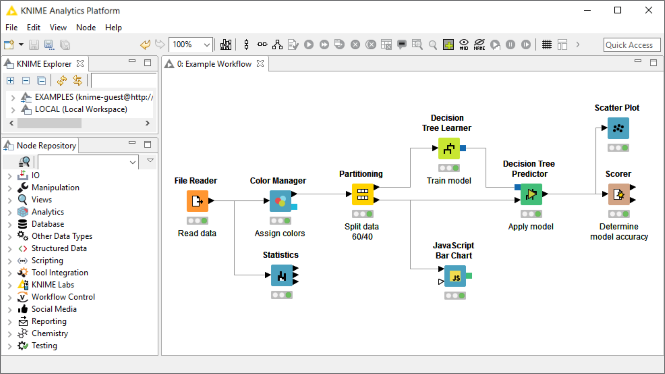 KNIME Analytics Platform
File Edit View Node Help
100%
Quick Access
KNIME Explorer
EXAMPLES (knime-guest@http:/
LOCAL (Local Workspace)
Node Repository
IO
Manipulation
Views
Analytics
Database
Other Data Types
Structured Data
Scripting
Tool Integration
KNIME Labs
Workflow Control
Social Media
Reporting
Chemistry
Testing
0: Example Workflow
File Reader
Read data
Color Manager
Assign colors
Statistics
Partitioning
Split data
60/40
Decision
Tree Learner
Train model
JavaScript
Bar Chart
JS
Decision Tree
Predictor
Apply model
Scatter Plot
Scorer
Determine
model accuracy